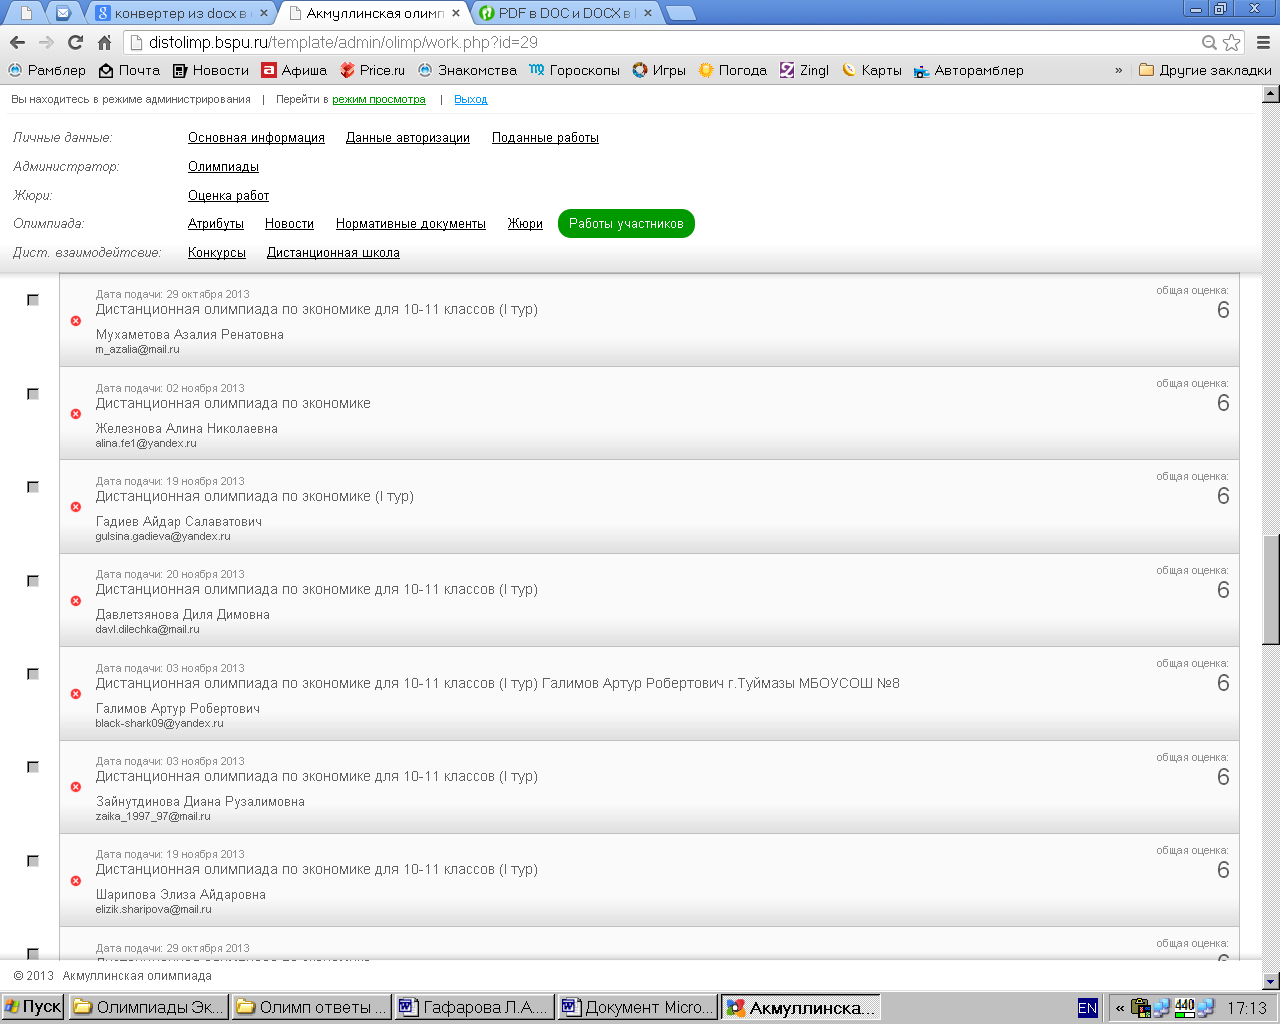 конвертер из docx в
Акмуллинская олимп
PDF в DOC и DOCX в
distolimp.bspu.ru/template/admin/olimp/work.php?id=29
Рамблер Почта Новости Афиша Price.ru Знакомства Гороскопы Игры Погода Zingl Карты Авторамблер » Другие закладки
Вы находитесь в режиме администрирования | Перейти в режим просмотра | Выход
Личные данные: Основная информация Данные авторизации Поданные работы
Администратор: Олимпиады
Жюри: Оценка работ
Олимпиада: Атрибуты Новости Нормативные документы Жюри Работы участников
Дист. взаимодейтсвие: Конкурсы Дистанционная школа
Дата подачи: 29 октября 2013 общая оценка:
Дистанционная олимпиада по экономике для 10-11 классов (I тур) 6
Мухаметова Азалия Ренатовна
m_azalia@mail.ru
Дата подачи: 02 ноября 2013 общая оценка:
Дистанционная олимпиада по экономике 6
Железнова Алина Николаевна
alina.fe1@yandex.ru
Дата подачи: 19 ноября 2013 общая оценка:
Дистанционная олимпиада по экономике (I тур) 6
Гадиев Айдар Салаватович
gulsina.gadieva@yandex.ru
Дата подачи: 20 ноября 2013 общая оценка:
Дистанционная олимпиада по экономике для 10-11 классов (I тур) 6
Давлетзянова Диля Димовна
davl.dilechka@mail.ru
Дата подачи: 03 ноября 2013 общая оценка:
Дистанционная олимпиада по экономике для 10-11 классов (I тур) Галимов Артур Робертович г.Туймазы МБОУСОШ №8 6
Галимов Артур Робертович
black-shark09@yandex.ru
Дата подачи: 03 ноября 2013 общая оценка:
Дистанционная олимпиада по экономике для 10-11 классов (I тур) 6
Зайнутдинова Диана Рузалимовна
zaika_1997_97@mail.ru
Дата подачи: 19 ноября 2013 общая оценка:
Дистанционная олимпиада по экономике для 10-11 классов (I тур) 6
Шарипова Элиза Айдаровна
elizik.sharipova@mail.ru
Дата подачи: 29 октября 2013 общая оценка:
© 2013 Акмуллинская олимпиада
Пуск Олимпиады Эк... Олимп ответы ... Гафарова Л.А.... Документ Micro... Акмуллинска... EN « 440 17:13